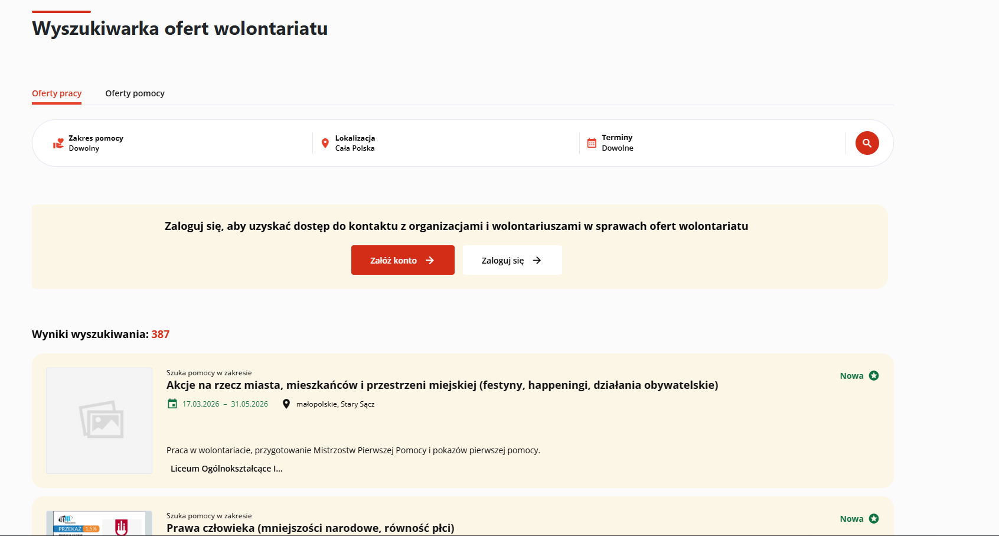 Wyszukiwarka ofert wolontariatu
Oferty pracy
Oferty pomocy
Zakres pomocy
Dowolny
Lokalizacja
Cała Polska
Terminy
Dowolne
Zaloguj się, aby uzyskać dostęp do kontaktu z organizacjami i wolontariuszami w sprawach ofert wolontariatu
Załóż konto
Zaloguj się
Wyniki wyszukiwania: 387
Szuka pomocy w zakresie
Nowa
Akcje na rzecz miasta, mieszkańców i przestrzeni miejskiej (festyny, happeningi, działania obywatelskie)
17.03.2026 – 31.05.2026
małopolskie, Stary Sącz
Praca w wolontariacie, przygotowanie Mistrzostw Pierwszej Pomocy i pokazów pierwszej pomocy.
Liceum Ogólnokształcące I...
Szuka pomocy w zakresie
Nowa
Prawa człowieka (mniejszości narodowe, równość płci)
PRZEKAŻ 1,5%